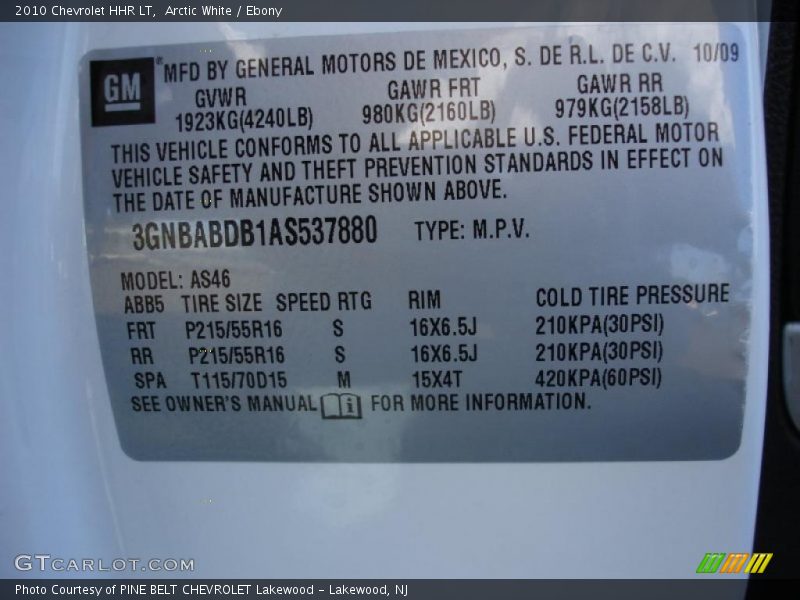 2010 Chevrolet HHR LT, Arctic White / Ebony
GM
® MFD BY GENERAL MOTORS DE MEXICO, S. DE R.L. DE C.V. 10/09
GVWR GAWR FRT GAWR RR
1923KG(4240LB) 980KG(2160LB) 979KG(2158LB)
THIS VEHICLE CONFORMS TO ALL APPLICABLE U.S. FEDERAL MOTOR
VEHICLE SAFETY AND THEFT PREVENTION STANDARDS IN EFFECT ON
THE DATE OF MANUFACTURE SHOWN ABOVE.
3GNBABDB1AS537880 TYPE: M.P.V.
MODEL: AS46
ABB5 TIRE SIZE SPEED RTG RIM COLD TIRE PRESSURE
FRT P215/55R16 S 16X6.5J 210KPA(30PSI)
RR P215/55R16 S 16X6.5J 210KPA(30PSI)
SPA T115/70D15 M 15X4T 420KPA(60PSI)
SEE OWNER'S MANUAL i FOR MORE INFORMATION.
GTCARLOT.COM
Photo Courtesy of PINE BELT CHEVROLET Lakewood - Lakewood, NJ